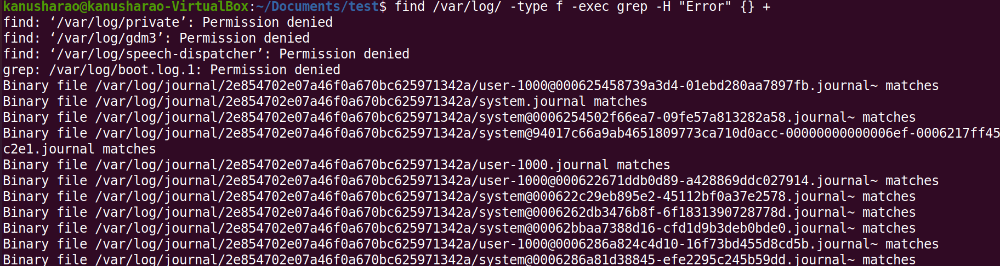 kanusharao@kanusharao-VirtualBox:~/Documents/test$ find /var/log/ -type f -exec grep -H "Error" {} +
find: ‘/var/log/private’: Permission denied
find: ‘/var/log/gdm3’: Permission denied
find: ‘/var/log/speech-dispatcher’: Permission denied
grep: /var/log/boot.log.1: Permission denied
Binary file /var/log/journal/2e854702e07a46f0a670bc625971342a/user-1000@000625458739a3d4-01ebd280aa7897fb.journal~ matches
Binary file /var/log/journal/2e854702e07a46f0a670bc625971342a/system.journal matches
Binary file /var/log/journal/2e854702e07a46f0a670bc625971342a/system@0006254502f66ea7-09fe57a813282a58.journal~ matches
Binary file /var/log/journal/2e854702e07a46f0a670bc625971342a/system@94017c66a9ab4651809773ca710d0acc-00000000000006ef-0006217ff45
c2e1.journal matches
Binary file /var/log/journal/2e854702e07a46f0a670bc625971342a/user-1000.journal matches
Binary file /var/log/journal/2e854702e07a46f0a670bc625971342a/user-1000@000622671ddb0d89-a428869ddc027914.journal~ matches
Binary file /var/log/journal/2e854702e07a46f0a670bc625971342a/system@000622c29eb895e2-45112bf0a37e2578.journal~ matches
Binary file /var/log/journal/2e854702e07a46f0a670bc625971342a/system@0006262db3476b8f-6f1831390728778d.journal~ matches
Binary file /var/log/journal/2e854702e07a46f0a670bc625971342a/system@00062bbaa7388d16-cfd1d9b3deb0bde0.journal~ matches
Binary file /var/log/journal/2e854702e07a46f0a670bc625971342a/user-1000@0006286a824c4d10-16f73bd455d8cd5b.journal~ matches
Binary file /var/log/journal/2e854702e07a46f0a670bc625971342a/system@0006286a81d38845-efe2295c245b59dd.journal~ matches